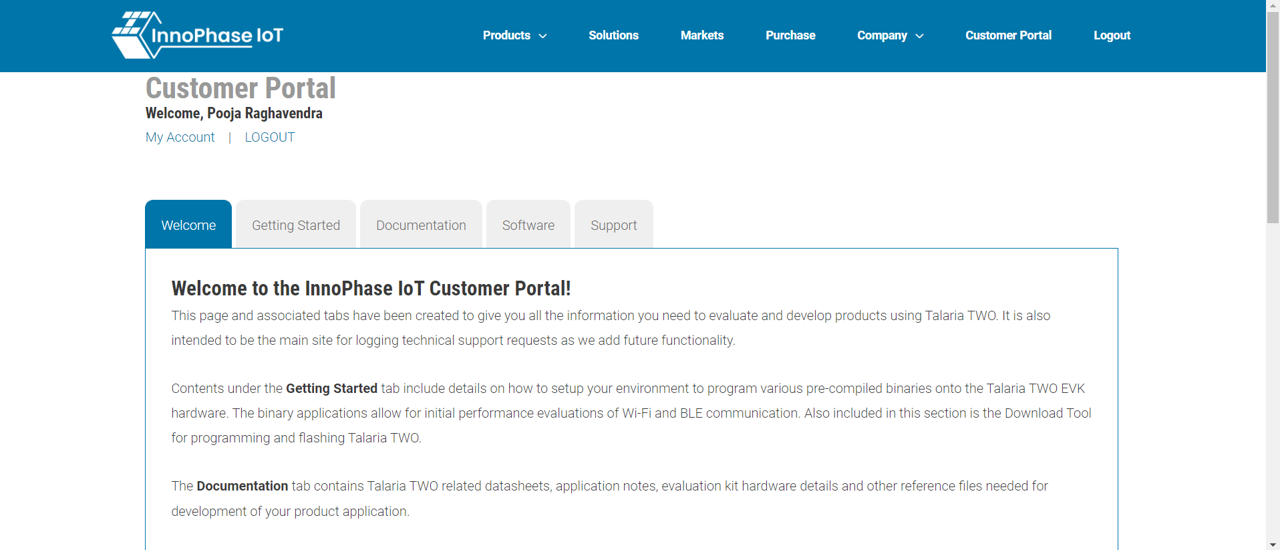 InnoPhase IoT
Products Solutions Markets Purchase Company Customer Portal Logout
Customer Portal
Welcome, Pooja Raghavendra
My Account | LOGOUT
Welcome Getting Started Documentation Software Support
Welcome to the InnoPhase IoT Customer Portal!
This page and associated tabs have been created to give you all the information you need to evaluate and develop products using Talaria TWO. It is also
intended to be the main site for logging technical support requests as we add future functionality.
Contents under the Getting Started tab include details on how to setup your environment to program various pre-compiled binaries onto the Talaria TWO EVK
hardware. The binary applications allow for initial performance evaluations of Wi-Fi and BLE communication. Also included in this section is the Download Tool
for programming and flashing Talaria TWO.
The Documentation tab contains Talaria TWO related datasheets, application notes, evaluation kit hardware details and other reference files needed for
development of your product application.